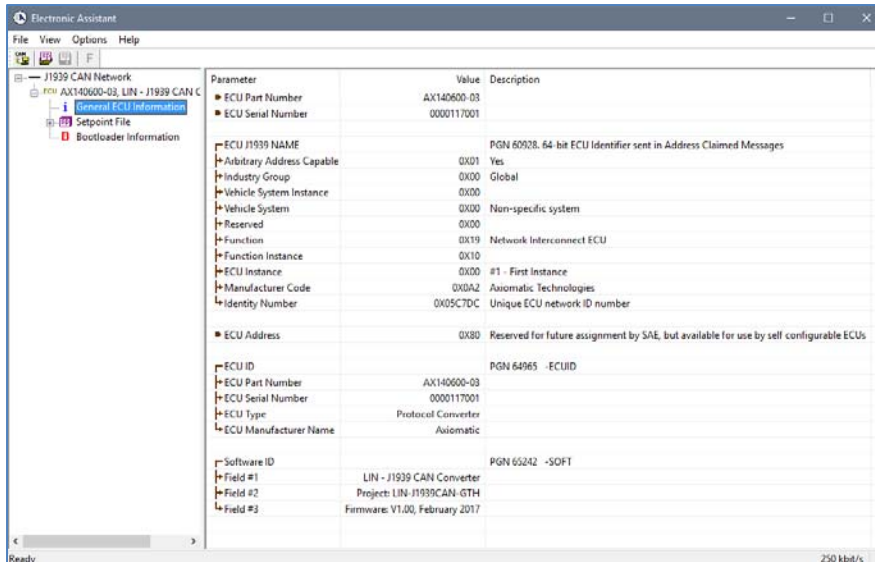 Electronic Assistant
File View Options Help
CAN
F
J1939 CAN Network
ECU AX140600-03, LIN - J1939 CAN C
i General ECU Information
Setpoint File
Bootloader Information
Parameter Value Description
ECU Part Number AX140600-03
ECU Serial Number 0000117001
ECU J1939 NAME PGN 60928. 64-bit ECU Identifier sent in Address Claimed Messages
Arbitrary Address Capable 0X01 Yes
Industry Group 0X00 Global
Vehicle System Instance 0X00
Vehicle System 0X00 Non-specific system
Reserved 0X00
Function 0X19 Network Interconnect ECU
Function Instance 0X10
ECU Instance 0X00 #1 - First Instance
Manufacturer Code 0X0A2 Axiomatic Technologies
Identity Number 0X05C7DC Unique ECU network ID number
ECU Address 0X80 Reserved for future assignment by SAE, but available for use by self configurable ECUs
ECU ID PGN 64965 -ECUID
ECU Part Number AX140600-03
ECU Serial Number 0000117001
ECU Type Protocol Converter
ECU Manufacturer Name Axiomatic
Software ID PGN 65242 -SOFT
Field #1 LIN - J1939 CAN Converter
Field #2 Project: LIN-J1939CAN-GTH
Field #3 Firmware: V1.00, February 2017
Ready 250 kbit/s